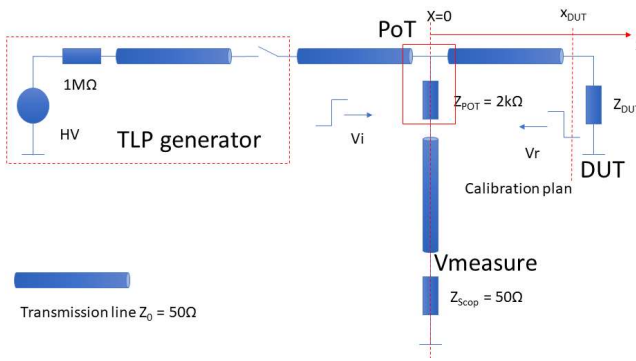 X=0
xDUT
PoT
1MΩ
ZPOT = 2kΩ
ZDUT
HV
TLP generator
Vi
Vr
DUT
Calibration plan
Vmeasure
ZScop = 50Ω
Transmission line Z0 = 50Ω